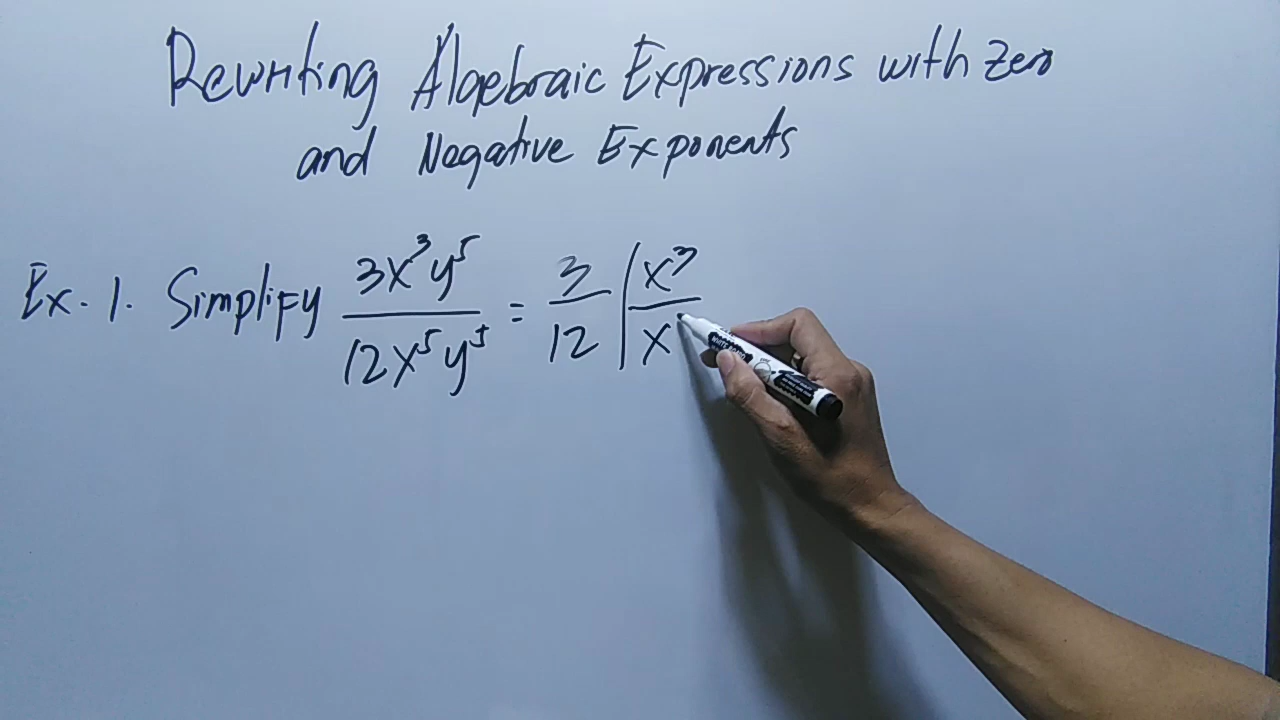 Rewriting Algebraic Expressions with Zero
and Negative Exponents
Ex. 1. Simplify 3x³y⁵ / 12x⁵y⁵ = 3/12 | x³/x